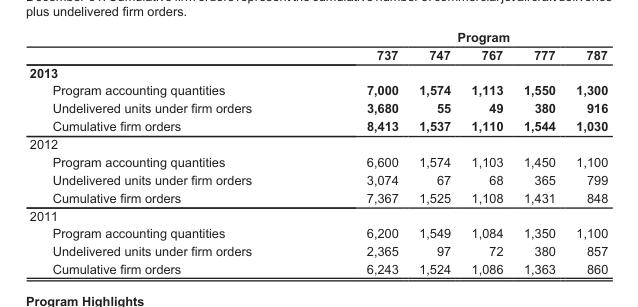 plus undelivered firm orders.
Program
737 747 767 777 787
2013
Program accounting quantities 7,000 1,574 1,113 1,550 1,300
Undelivered units under firm orders 3,680 55 49 380 916
Cumulative firm orders 8,413 1,537 1,110 1,544 1,030
2012
Program accounting quantities 6,600 1,574 1,103 1,450 1,100
Undelivered units under firm orders 3,074 67 68 365 799
Cumulative firm orders 7,367 1,525 1,108 1,431 848
2011
Program accounting quantities 6,200 1,549 1,084 1,350 1,100
Undelivered units under firm orders 2,365 97 72 380 857
Cumulative firm orders 6,243 1,524 1,086 1,363 860
Program Highlights